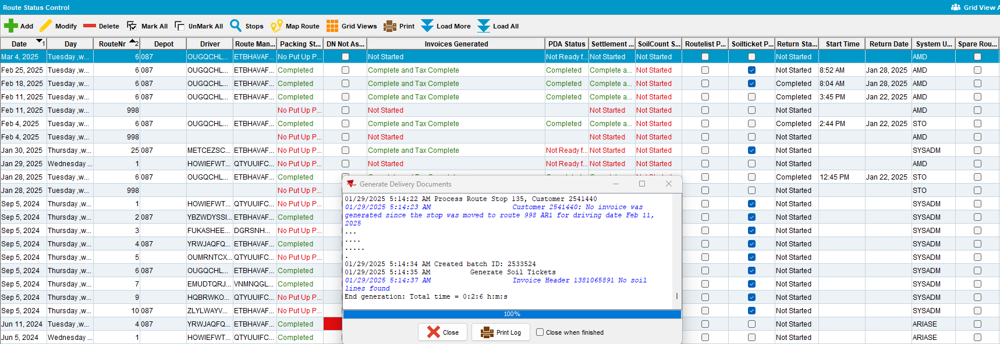 Route Status Control Grid View A
Add Modify Delete Mark All UnMark All Stops Map Route Grid Views Print Load More Load All
Date 1 Day RouteNr 2 Depot Driver Route Man... Packing St... DN Not As... Invoices Generated PDA Status Settlement ... SoilCount S... Routelist P... Soilticket P... Return Sta... Start Time Return Date System U... Spare Rou...
Mar 4, 2025 Tuesday ,w... 6 087 OUGQCHL... ETBHAVAF... No Put Up P... Not Started Not Ready f... Not Started Not Started Not Started AMD
Feb 25, 2025 Tuesday ,w... 6 087 OUGQCHL... ETBHAVAF... Completed Complete and Tax Complete Completed Complete a... Not Started Not Started 8:52 AM Jan 28, 2025 AMD
Feb 18, 2025 Tuesday ,w... 6 087 OUGQCHL... ETBHAVAF... Completed Complete and Tax Complete Completed Complete a... Not Started Completed 8:04 AM Jan 28, 2025 AMD
Feb 11, 2025 Tuesday ,w... 6 087 OUGQCHL... ETBHAVAF... Completed Complete and Tax Complete Completed Complete a... Not Started Completed 3:45 PM Jan 22, 2025 AMD
Feb 11, 2025 Tuesday ,w... 998 No Put Up P... Not Started Not Started Not Started Not Started AMD
Feb 4, 2025 Tuesday ,w... 6 087 OUGQCHL... ETBHAVAF... Completed Complete and Tax Complete Completed Complete a... Not Started Completed 2:44 PM Jan 22, 2025 STO
Feb 4, 2025 Tuesday ,w... 998 No Put Up P... Not Started Not Started Not Started Not Started AMD
Jan 30, 2025 Thursday ,w... 25 087 METCEZSC... ETBHAVAF... No Put Up P... Complete and Tax Complete Not Ready f... Not Started Not Started Not Started SYSADM
Jan 29, 2025 Wednesday ... 1 HOWIEFWT... QTYUUIFC... No Put Up P... Not Started Not Ready f... Not Started Not Started Not Started AMD
Jan 28, 2025 Tuesday ,w... 6 087 OUGQCHL... ETBHAVAF... Completed Completed 12:45 PM Jan 22, 2025 STO
Jan 28, 2025 Tuesday ,w... 998 No Put Up P... Not Started STO
Sep 5, 2024 Thursday ,w... 1 HOWIEFWT... QTYUUIFC... No Put Up P... Not Started SYSADM
Sep 5, 2024 Thursday ,w... 2 087 YBZWDYSSI... ETBHAVAF... Completed Not Started SYSADM
Sep 5, 2024 Thursday ,w... 3 FUKASHEE... DGRSNH... No Put Up P... Not Started SYSADM
Sep 5, 2024 Thursday ,w... 4 087 YRWJAQFQ... ETBHAVAF... Completed Not Started SYSADM
Sep 5, 2024 Thursday ,w... 5 OUMRNTCX... QTYUUIFC... No Put Up P... Not Started SYSADM
Sep 5, 2024 Thursday ,w... 6 087 OUGQCHL... ETBHAVAF... Completed Not Started SYSADM
Sep 5, 2024 Thursday ,w... 7 EMUDTQRJ... VNMNQGL... Completed Not Started SYSADM
Sep 5, 2024 Thursday ,w... 9 HQBRWKO... QTYUUIFC... No Put Up P... Not Started SYSADM
Sep 5, 2024 Thursday ,w... 10 087 ZLYLWAYV... ETBHAVAF... No Put Up P... Not Started SYSADM
Jun 11, 2024 Tuesday ,w... 4 087 YRWJAQFQ... ETBHAVAF... Completed Not Started ARIASE
Jun 5, 2024 Wednesday ... 1 HOWIEFWT... QTYUUIFC... Completed Not Started ARIASE
Generate Delivery Documents
01/29/2025 5:14:22 AM Process Route Stop 135, Customer 2541440
01/29/2025 5:14:23 AM Customer 2541440: No invoice was
generated since the stop was moved to route 998 AR1 for driving date Feb 11,
2025
...
....
.....
.
01/29/2025 5:14:34 AM Created batch ID: 2533524
01/29/2025 5:14:35 AM Generate Soil Tickets
01/29/2025 5:14:37 AM Invoice Header 1381065891 No soil
lines found
End generation: Total time = 0:2:6 h:m:s
100%
Close Print Log Close when finished